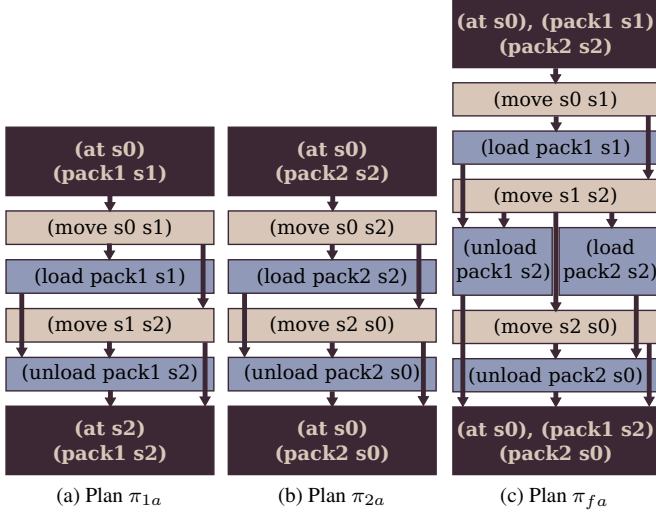 (at s0)
(pack1 s1)
(move s0 s1)
(load pack1 s1)
(move s1 s2)
(unload pack1 s2)
(at s2)
(pack1 s2)
(a) Plan π1a
(at s0)
(pack2 s2)
(move s0 s2)
(load pack2 s2)
(move s2 s0)
(unload pack2 s0)
(at s0)
(pack2 s0)
(b) Plan π2a
(at s0), (pack1 s1)
(pack2 s2)
(move s0 s1)
(load pack1 s1)
(move s1 s2)
(unload
pack1 s2)
(load
pack2 s2)
(move s2 s0)
(unload pack2 s0)
(at s0), (pack1 s2)
(pack2 s0)
(c) Plan πfa